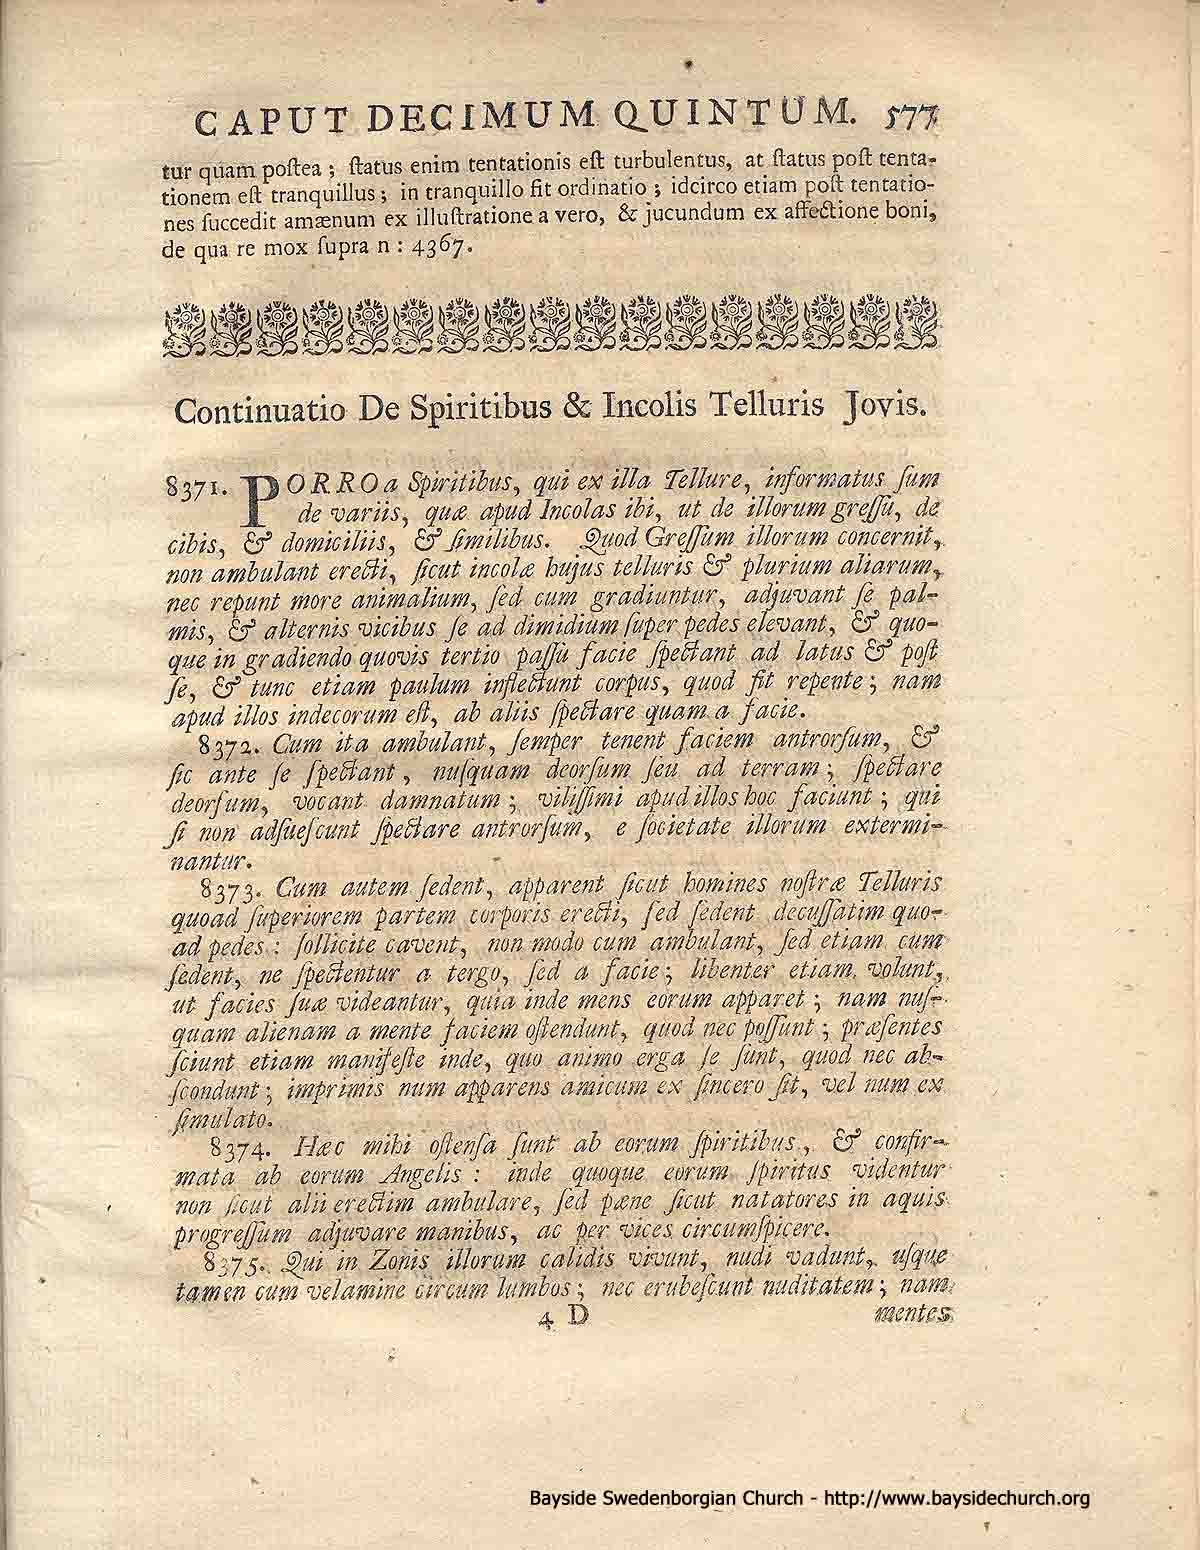 CAPUT DECIMUM QUINTUM. 577
tur quam poſtea; ſtatus enim tentationis eſt turbulentus, at ſtatus poſt tenta-
tionem eſt tranquillus; in tranquillo fit ordinatio; idcirco etiam poſt tentatio-
nes ſuccedit amænum ex illuſtratione a vero, & jucundum ex affectione boni,
de qua re mox ſupra n: 4367.
Continuatio De Spiritibus & Incolis Telluris Jovis.
8371. PORRO a Spiritibus, qui ex illa Tellure, informatus ſum
de variis, quæ apud Incolas ibi, ut de illorum greſſu, de
cibis, & domiciliis, & ſimilibus. Quod Greſſum illorum concernit,
non ambulant erecti, ſicut incolæ hujus telluris & plurium aliarum,
nec repunt more animalium, ſed cum gradiuntur, adjuvant ſe pal-
mis, & alternis vicibus ſe ad dimidium ſuper pedes elevant, & quo-
que in gradiendo quovis tertio paſſu facie ſpectant ad latus & poſt
ſe, & tunc etiam paulum inflectunt corpus, quod fit repente; nam
apud illos indecorum eſt, ab aliis ſpectare quam a facie.
8372. Cum ita ambulant, ſemper tenent faciem antrorſum, &
ſic ante ſe ſpectant, nuſquam deorſum ſeu ad terram; ſpectare
deorſum, vocant damnatum; viliſſimi apud illos hoc faciunt; qui
ſi non adſueſcunt ſpectare antrorſum, e ſocietate illorum extermi-
nantur.
8373. Cum autem ſedent, apparent ſicut homines noſtræ Telluris
quoad ſuperiorem partem corporis erecti, ſed ſedent decuſſatim quo-
ad pedes: ſollicite cavent, non modo cum ambulant, ſed etiam cum
ſedent, ne ſpectentur a tergo, ſed a facie; libenter etiam volunt,
ut facies ſuæ videantur, quia inde mens eorum apparet; nam nuſ-
quam alienam a mente faciem oſtendunt, quod nec poſſunt; præſentes
ſciunt etiam manifeſte inde, quo animo erga ſe ſunt, quod nec ab-
ſcondunt; imprimis num apparens amicum ex ſincero ſit, vel num ex
ſimulato.
8374. Hæc mihi oſtenſa ſunt ab eorum ſpiritibus, & confir-
mata ab eorum Angelis: inde quoque eorum ſpiritus videntur
non ſicut alii erectim ambulare, ſed pæne ſicut natatores in aquis
progreſſum adjuvare manibus, ac per vices circumſpicere.
8375. Qui in Zonis illorum calidis vivunt, nudi vadunt, uſque
tamen cum velamine circum lumbos; nec erubeſcunt nuditatem; nam
4 D mentes
Bayside Swedenborgian Church - http://www.baysidechurch.org